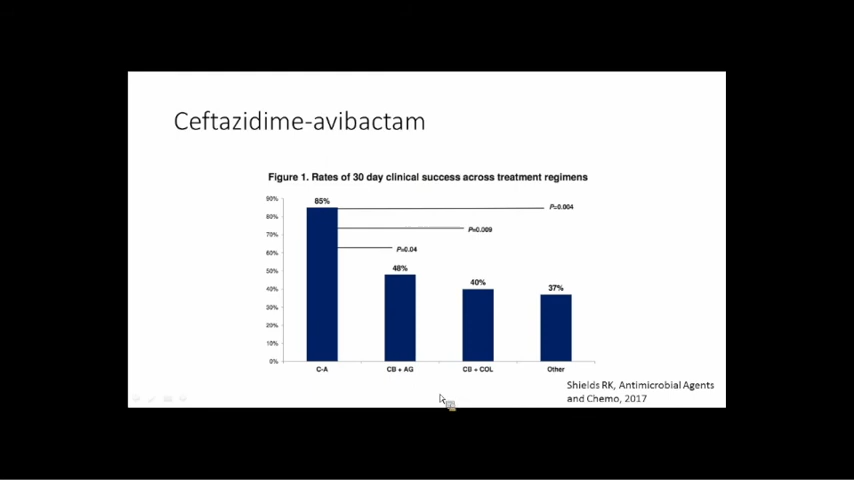 Ceftazidime-avibactam
Figure 1. Rates of 30 day clinical success across treatment regimens
90%
80%
70%
60%
50%
40%
30%
20%
10%
0%
85%
P=0.004
P=0.009
P=0.04
48%
40%
37%
C-A
CB + AG
CB + COL
Other
Shields RK, Antimicrobial Agents
and Chemo, 2017